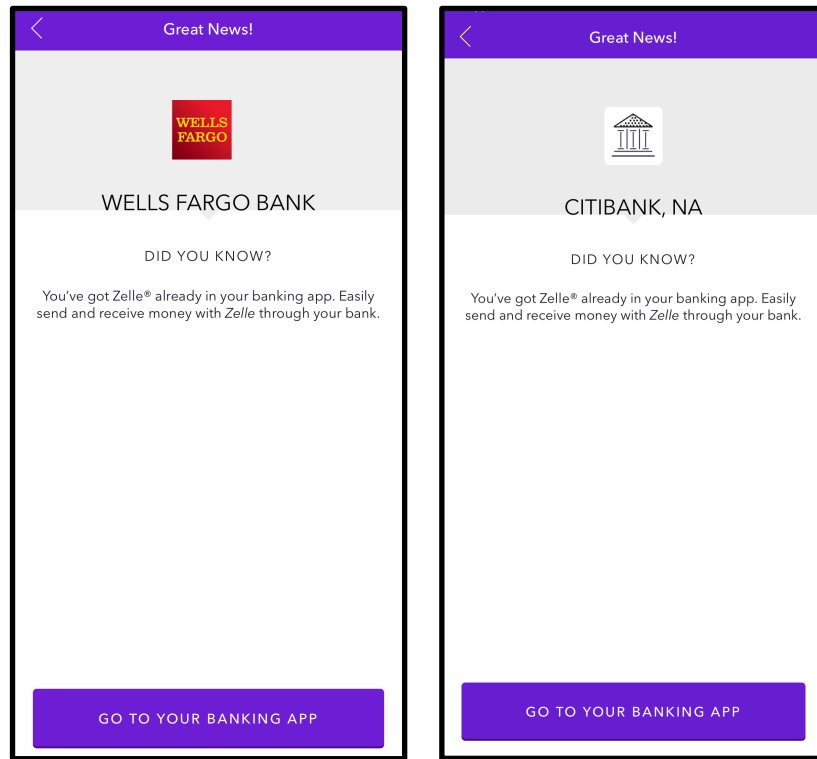 Great News!
WELLS
FARGO
WELLS FARGO BANK
DID YOU KNOW?
You've got Zelle® already in your banking app. Easily
send and receive money with Zelle through your bank.
GO TO YOUR BANKING APP
Great News!
CITIBANK, NA
DID YOU KNOW?
You've got Zelle® already in your banking app. Easily
send and receive money with Zelle through your bank.
GO TO YOUR BANKING APP